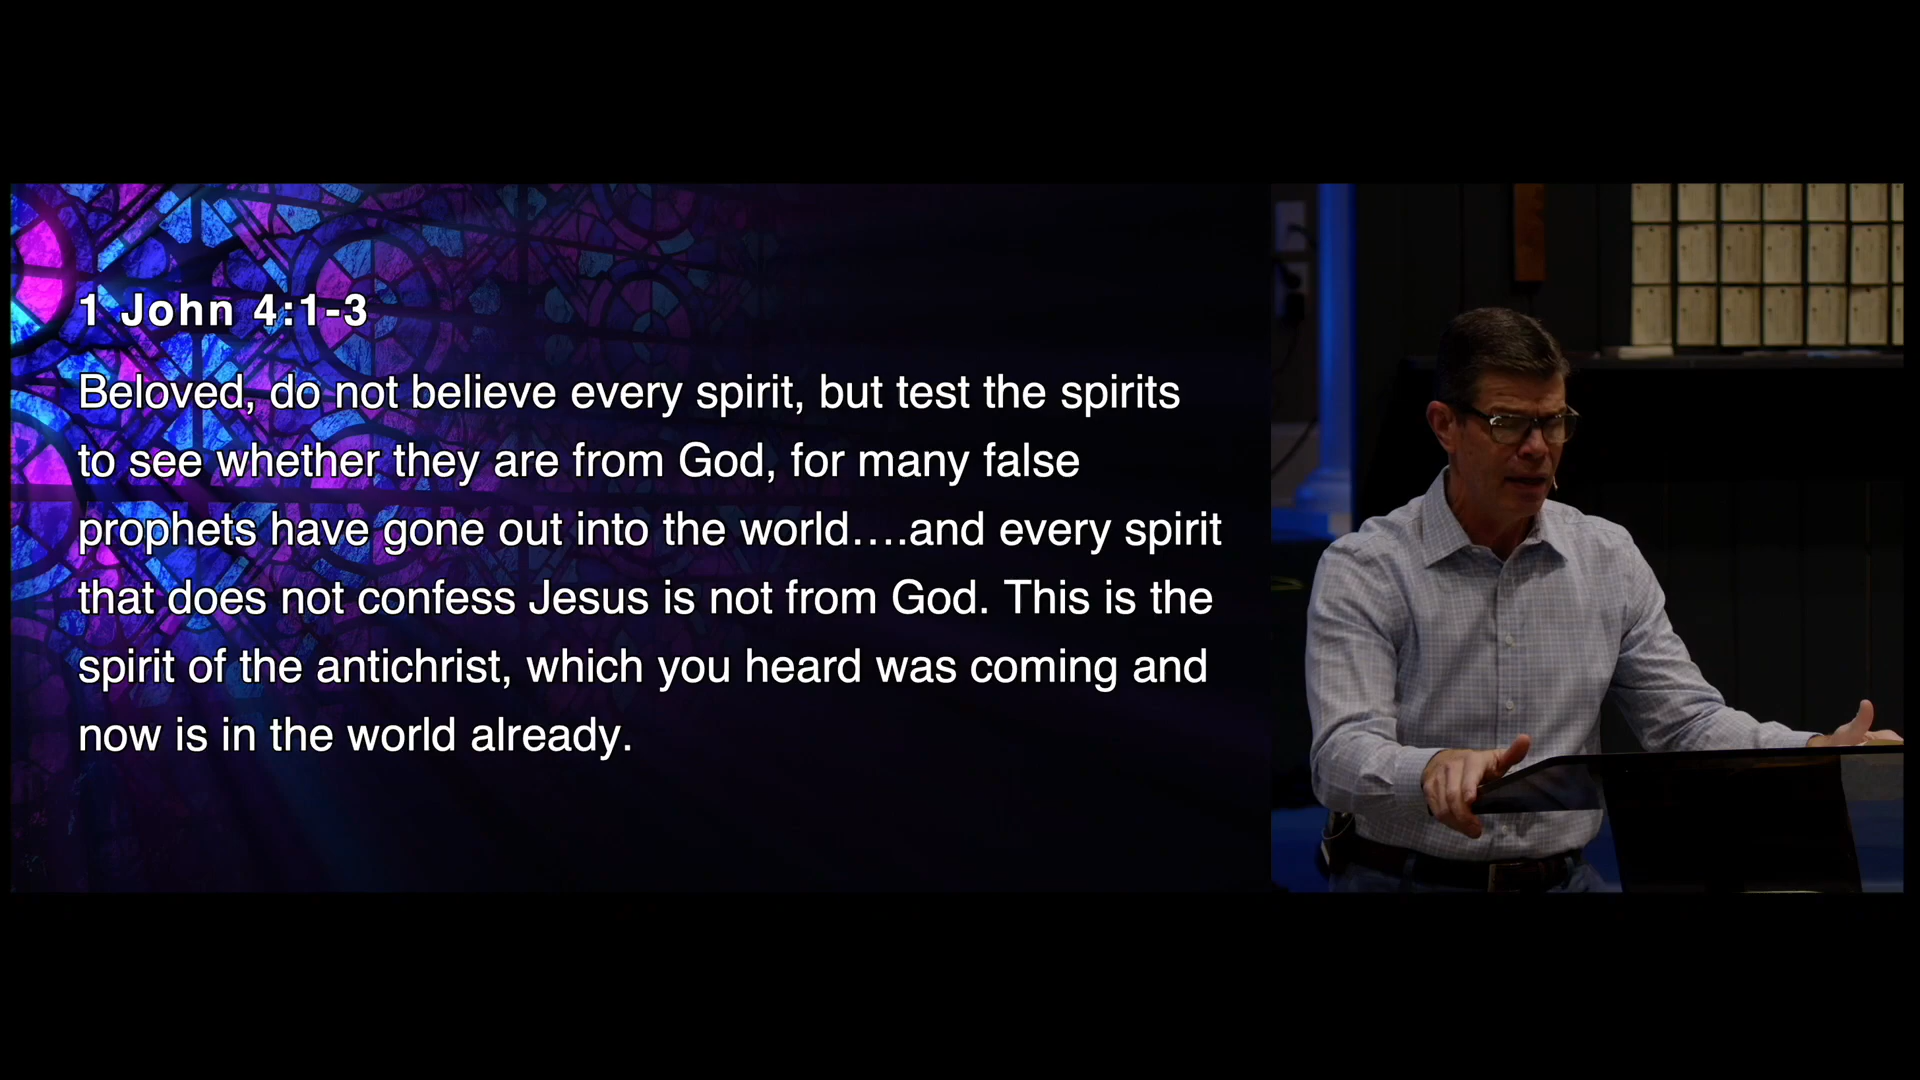 1 John 4:1-3
Beloved, do not believe every spirit, but test the spirits
to see whether they are from God, for many false
prophets have gone out into the world….and every spirit
that does not confess Jesus is not from God. This is the
spirit of the antichrist, which you heard was coming and
now is in the world already.